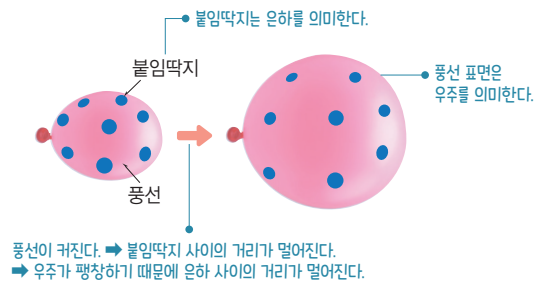 붙임딱지는 은하를 의미한다.
붙임딱지
풍선 표면은
우주를 의미한다.
풍선
풍선이 커진다. ➡ 붙임딱지 사이의 거리가 멀어진다.
➡ 우주가 팽창하기 때문에 은하 사이의 거리가 멀어진다.